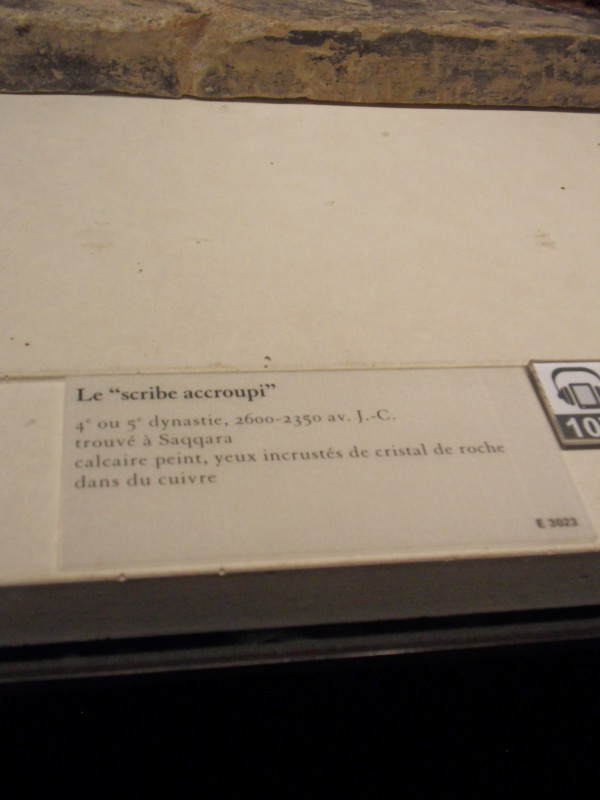 Le “scribe accroupi”
4e ou 5e dynastie, 2600-2350 av. J.-C.
trouvé à Saqqara
calcaire peint, yeux incrustés de cristal de roche
dans du cuivre
E 3023
10